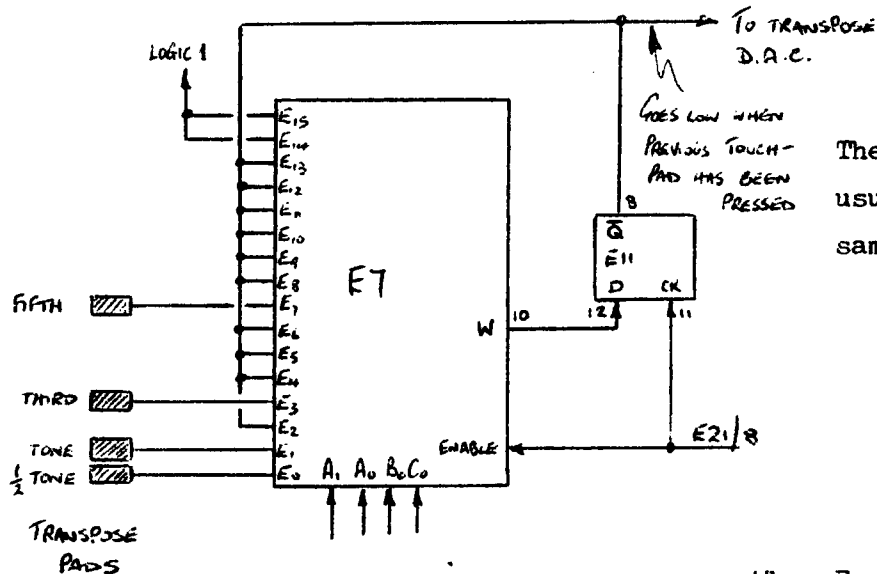 TO TRANSPOSE
D.A.C.
LOGIC 1
GOES LOW WHEN
PREVIOUS TOUCH-
PAD HAS BEEN
PRESSED
The
usu
sam
E15
E14
E13
E12
E11
E10
E9
E8
E7
E6
E5
E4
E3
E2
E1
E0
E7
W
10
ENABLE
A1 A0 B0 C0
8
Q̅
E11
D CK
12 11
E21/8
FIFTH
THIRD
TONE
½ TONE
TRANSPOSE
PADS